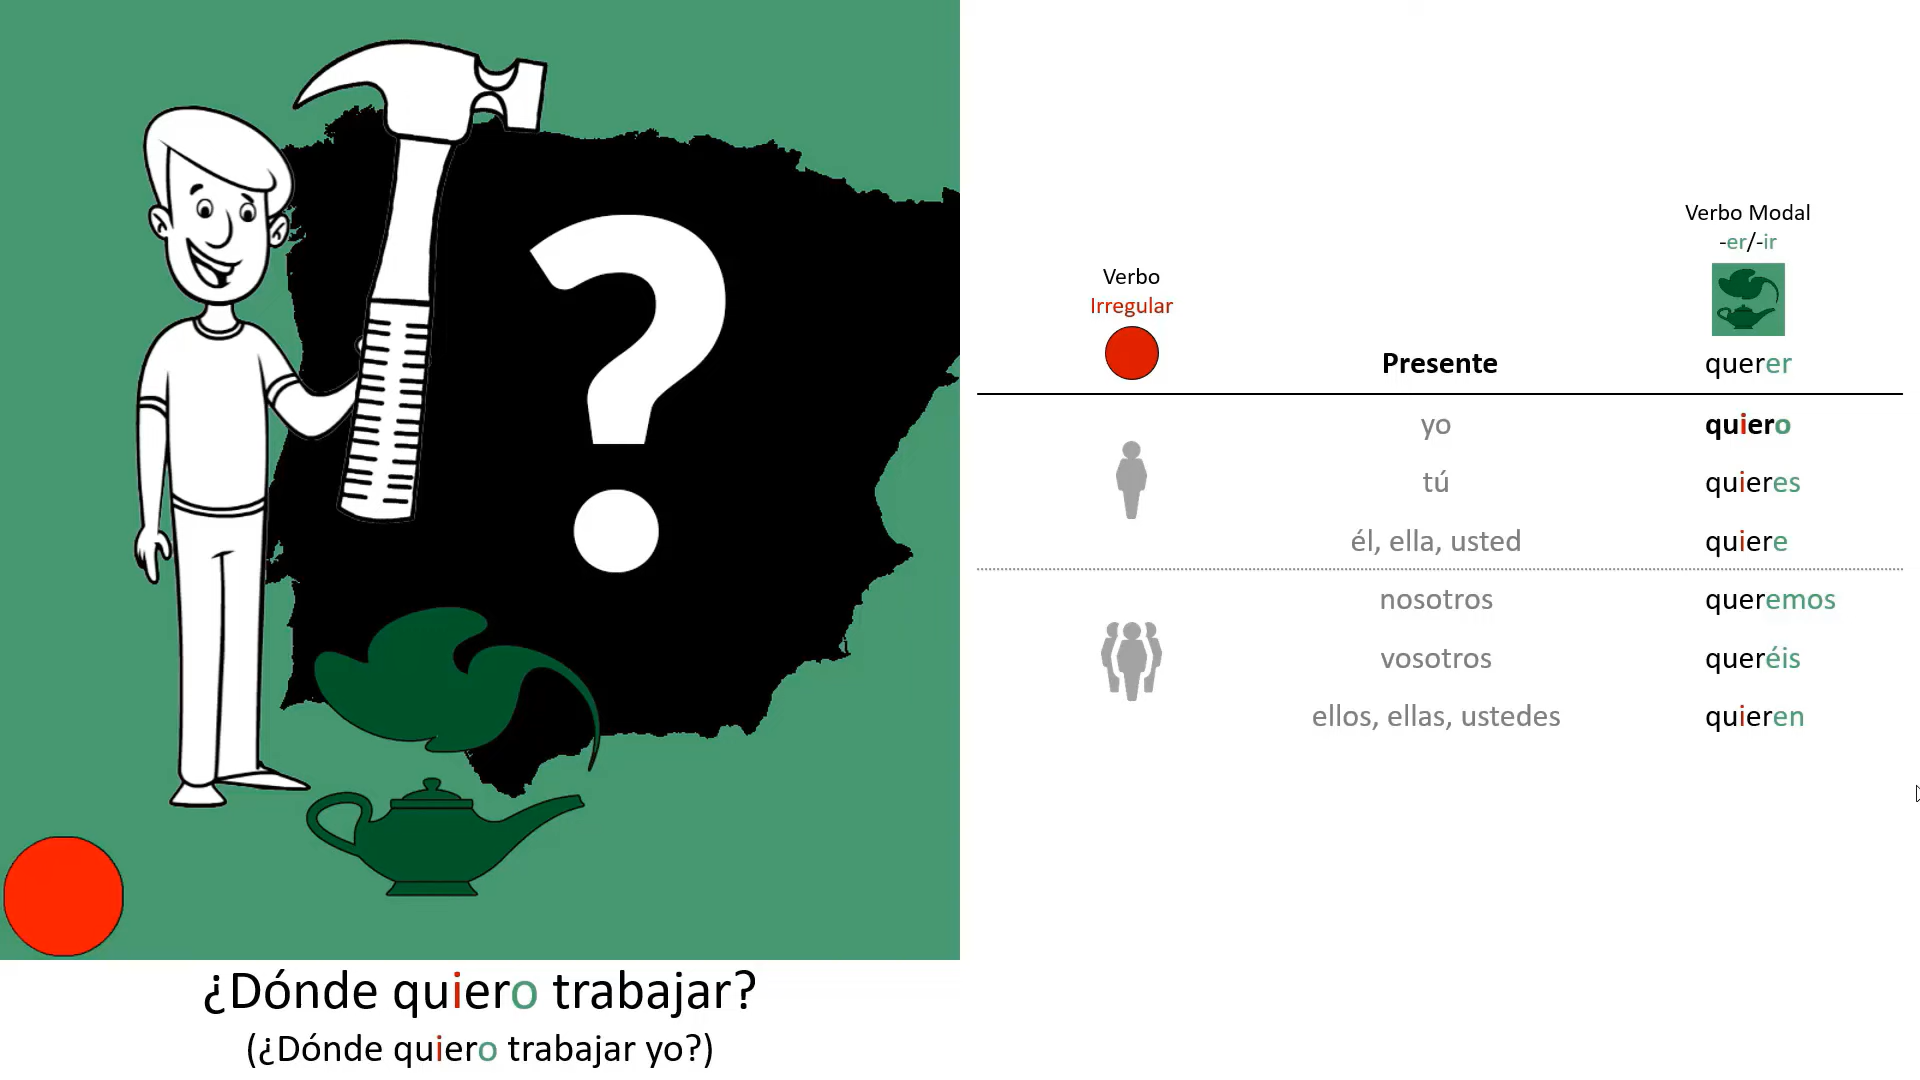 ¿Dónde quiero trabajar?
(¿Dónde quiero trabajar yo?)
Verbo
Irregular
Verbo Modal
-er/-ir
Presente querer
yo quiero
tú quieres
él, ella, usted quiere
nosotros queremos
vosotros queréis
ellos, ellas, ustedes quieren